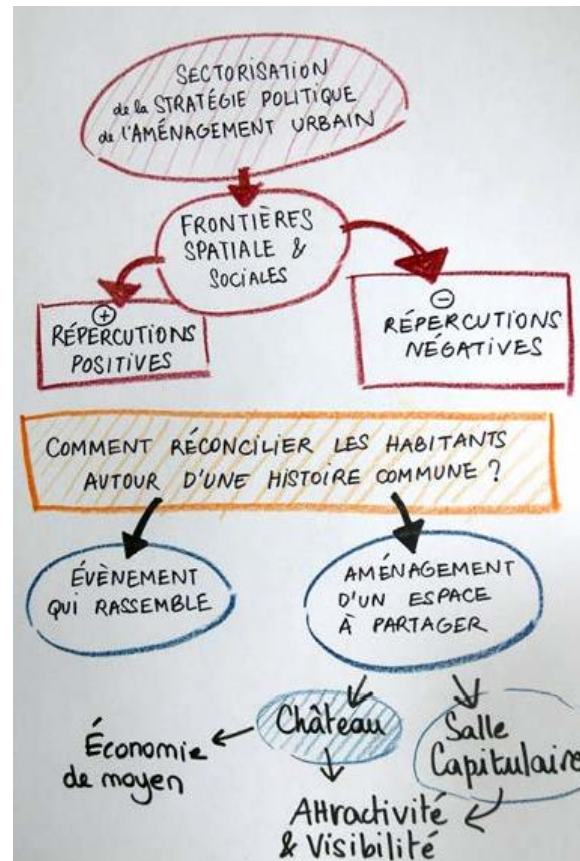 SECTORISATION
de la STRATÉGIE POLITIQUE
de l'AMÉNAGEMENT URBAIN
FRONTIÈRES
SPATIALE &
SOCIALES
+
RÉPERCUTIONS
POSITIVES
-
RÉPERCUTIONS
NÉGATIVES
COMMENT RÉCONCILIER LES HABITANTS
AUTOUR D'UNE HISTOIRE COMMUNE ?
ÉVÈNEMENT
QUI RASSEMBLE
AMÉNAGEMENT
D'UN ESPACE
À PARTAGER
Château
Économie
de moyen
Salle
Capitulaire
Attractivité
& Visibilité